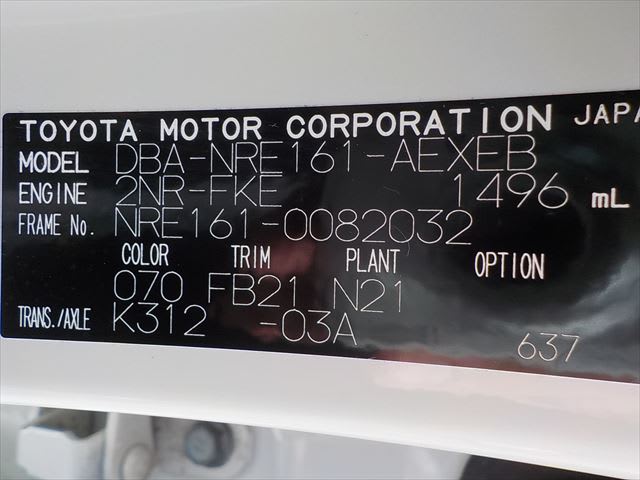 TOYOTA MOTOR CORPORATION JAPA
MODEL DBA-NRE161-AEXEB
ENGINE 2NR-FKE 1496 mL
FRAME No. NRE161-0082032
COLOR TRIM PLANT OPTION
070 FB21 N21
TRANS./AXLE K312 -03A
637